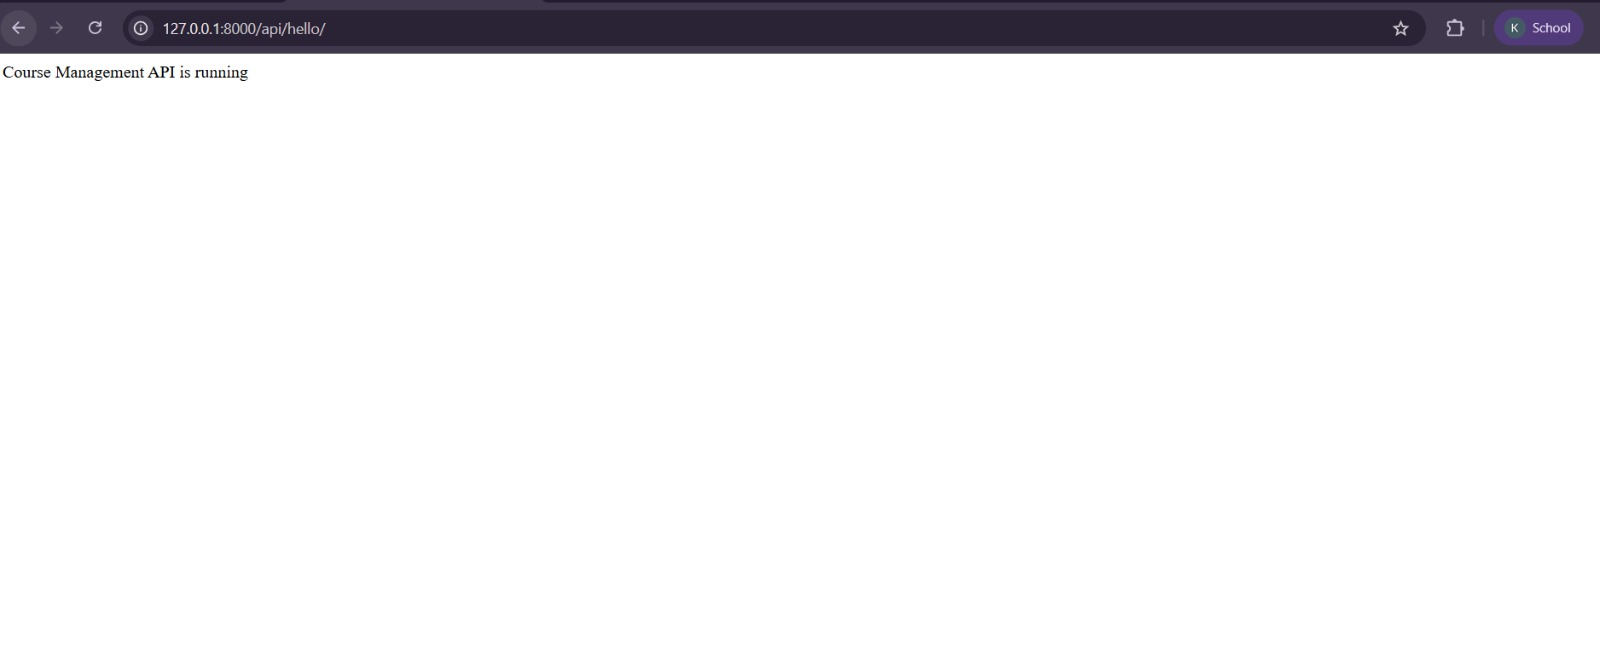 127.0.0.1:8000/api/hello/
K School
Course Management API is running